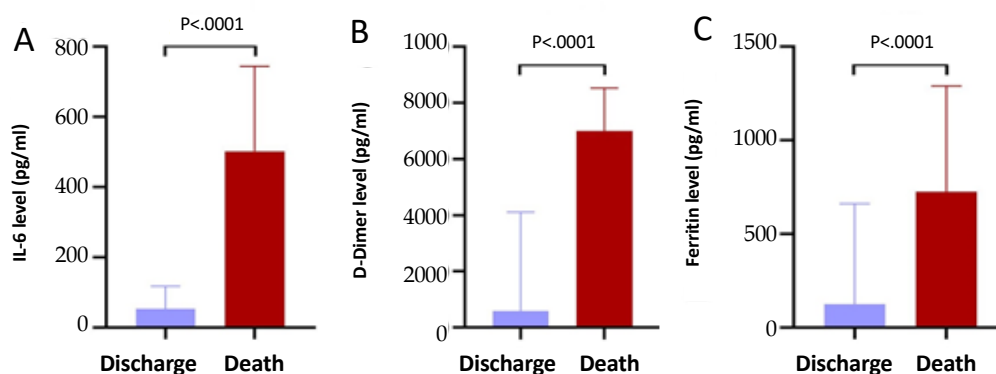 A
P<.0001
IL-6 level (pg/ml)
800
600
400
200
0
Discharge Death
B
P<.0001
D-Dimer level (pg/ml)
1000
8000
6000
4000
2000
0
Discharge Death
C
P<.0001
Ferritin level (pg/ml)
1500
1000
500
0
Discharge Death